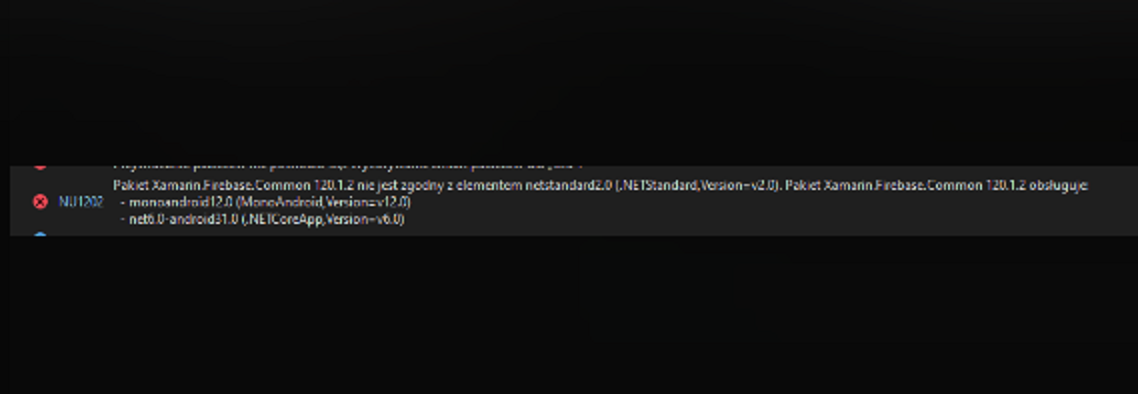 NU1202
Pakiet Xamarin.Firebase.Common 120.1.2 nie jest zgodny z elementem netstandard2.0 (.NETStandard,Version=v2.0). Pakiet Xamarin.Firebase.Common 120.1.2 obsługuje:
- monoandroid12.0 (MonoAndroid,Version=v12.0)
- net6.0-android31.0 (.NETCoreApp,Version=v6.0)